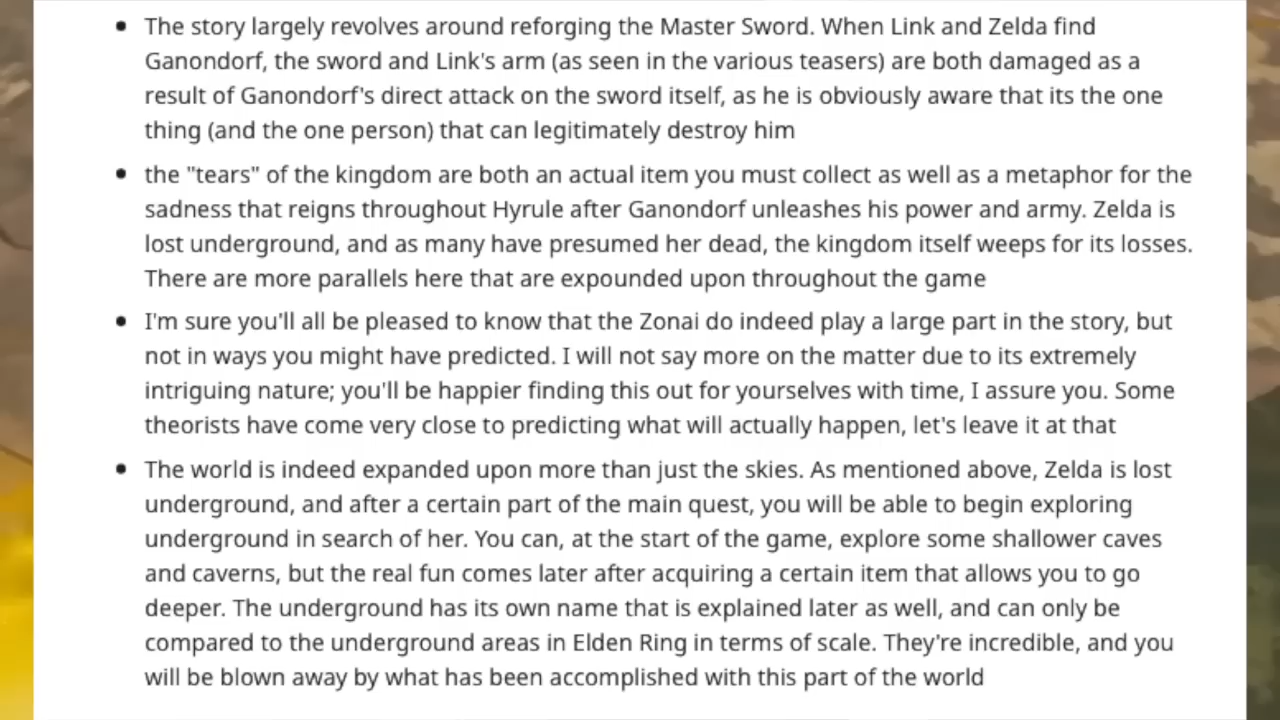 • The story largely revolves around reforging the Master Sword. When Link and Zelda find
Ganondorf, the sword and Link's arm (as seen in the various teasers) are both damaged as a
result of Ganondorf's direct attack on the sword itself, as he is obviously aware that its the one
thing (and the one person) that can legitimately destroy him
• the "tears" of the kingdom are both an actual item you must collect as well as a metaphor for the
sadness that reigns throughout Hyrule after Ganondorf unleashes his power and army. Zelda is
lost underground, and as many have presumed her dead, the kingdom itself weeps for its losses.
There are more parallels here that are expounded upon throughout the game
• I'm sure you'll all be pleased to know that the Zonai do indeed play a large part in the story, but
not in ways you might have predicted. I will not say more on the matter due to its extremely
intriguing nature; you'll be happier finding this out for yourselves with time, I assure you. Some
theorists have come very close to predicting what will actually happen, let's leave it at that
• The world is indeed expanded upon more than just the skies. As mentioned above, Zelda is lost
underground, and after a certain part of the main quest, you will be able to begin exploring
underground in search of her. You can, at the start of the game, explore some shallower caves
and caverns, but the real fun comes later after acquiring a certain item that allows you to go
deeper. The underground has its own name that is explained later as well, and can only be
compared to the underground areas in Elden Ring in terms of scale. They're incredible, and you
will be blown away by what has been accomplished with this part of the world